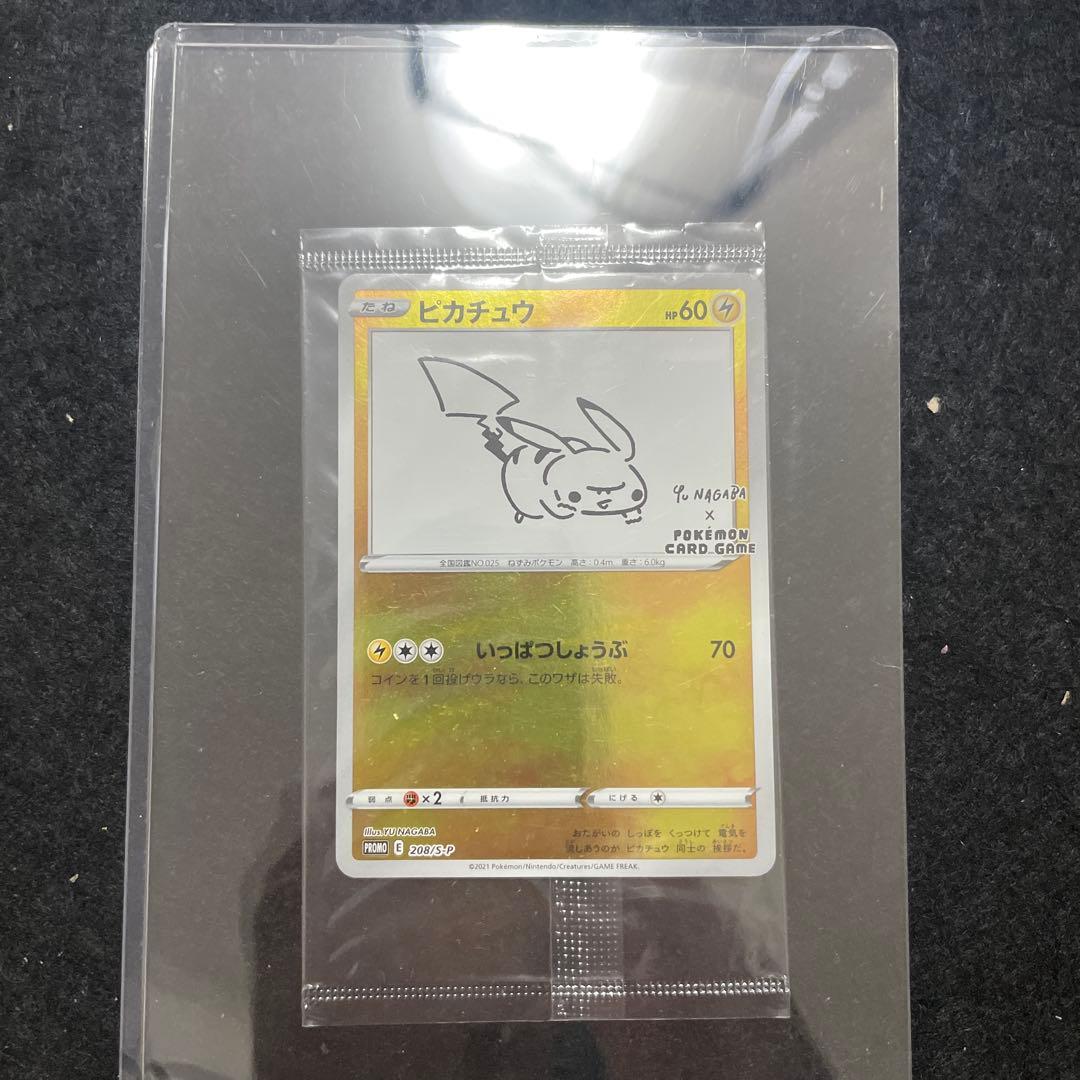 たね ピカチュウ HP60
Yu NAGABA
×
POKÉMON
CARD GAME
全国図鑑NO.025 ねずみポケモン 高さ:0.4m 重さ:6.0kg
いっぱつしょうぶ 70
コインを1回投げウラなら、このワザは失敗。
弱点 ×2 抵抗力 にげる
Illus.YU NAGABA
PROMO E 208/S-P
おたがいの しっぽを くっつけて 電気を
流しあうのが ピカチュウ 同士の 挨拶だ。
©2021 Pokémon/Nintendo/Creatures/GAME FREAK.